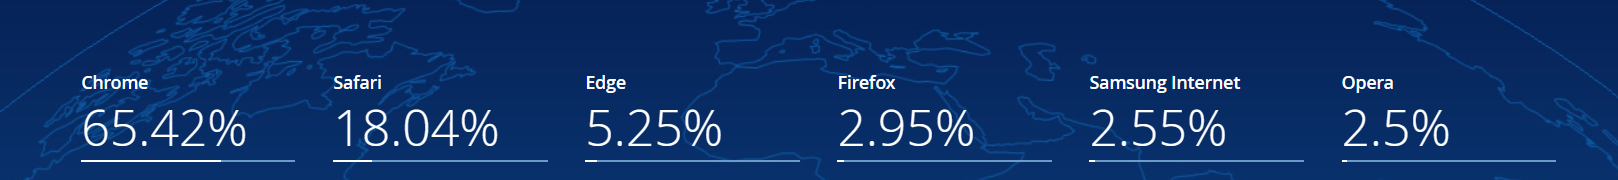 Chrome Safari Edge Firefox Samsung Internet Opera
65.42% 18.04% 5.25% 2.95% 2.55% 2.5%